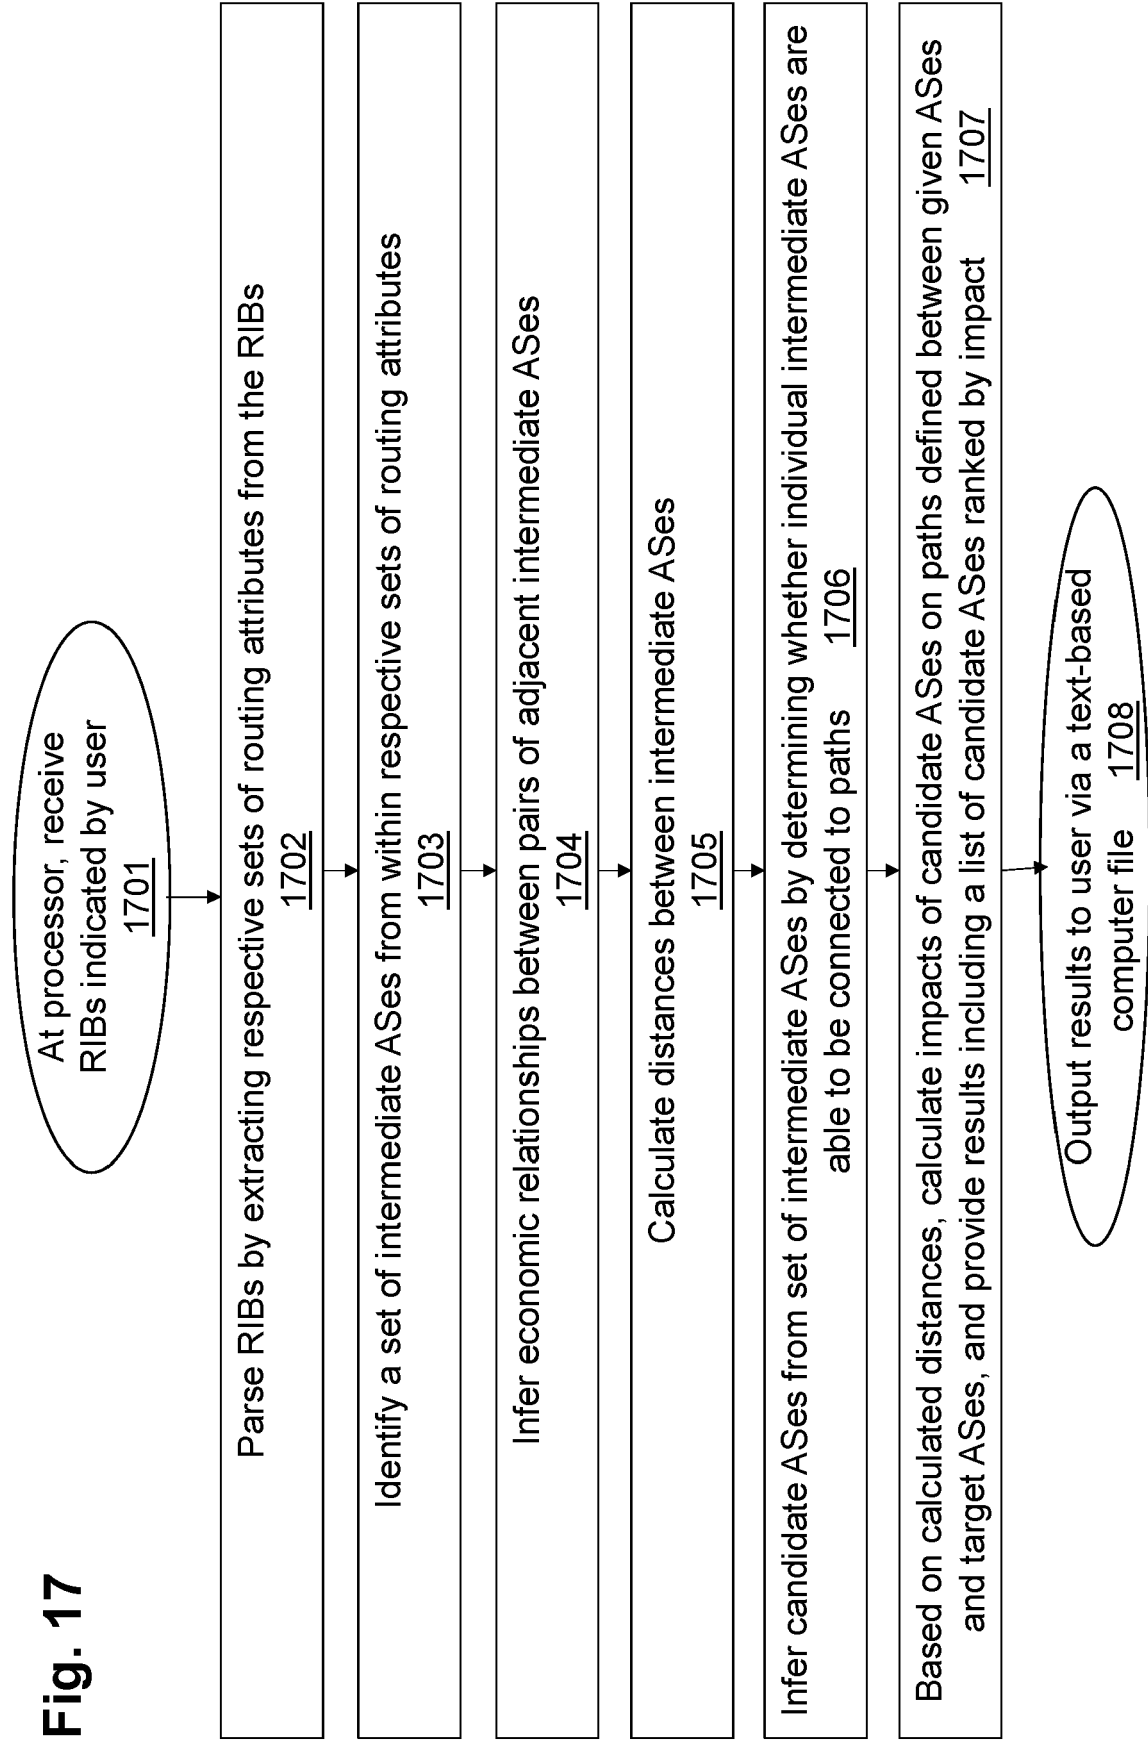 Fig. 17
At processor, receive
RIBs indicated by user
1701
Parse RIBs by extracting respective sets of routing attributes from the RIBs
1702
Identify a set of intermediate ASes from within respective sets of routing attributes
1703
Infer economic relationships between pairs of adjacent intermediate ASes
1704
Calculate distances between intermediate ASes
1705
Infer candidate ASes from set of intermediate ASes by determining whether individual intermediate ASes are
able to be connected to paths 1706
Based on calculated distances, calculate impacts of candidate ASes on paths defined between given ASes
and target ASes, and provide results including a list of candidate ASes ranked by impact 1707
Output results to user via a text-based
computer file 1708